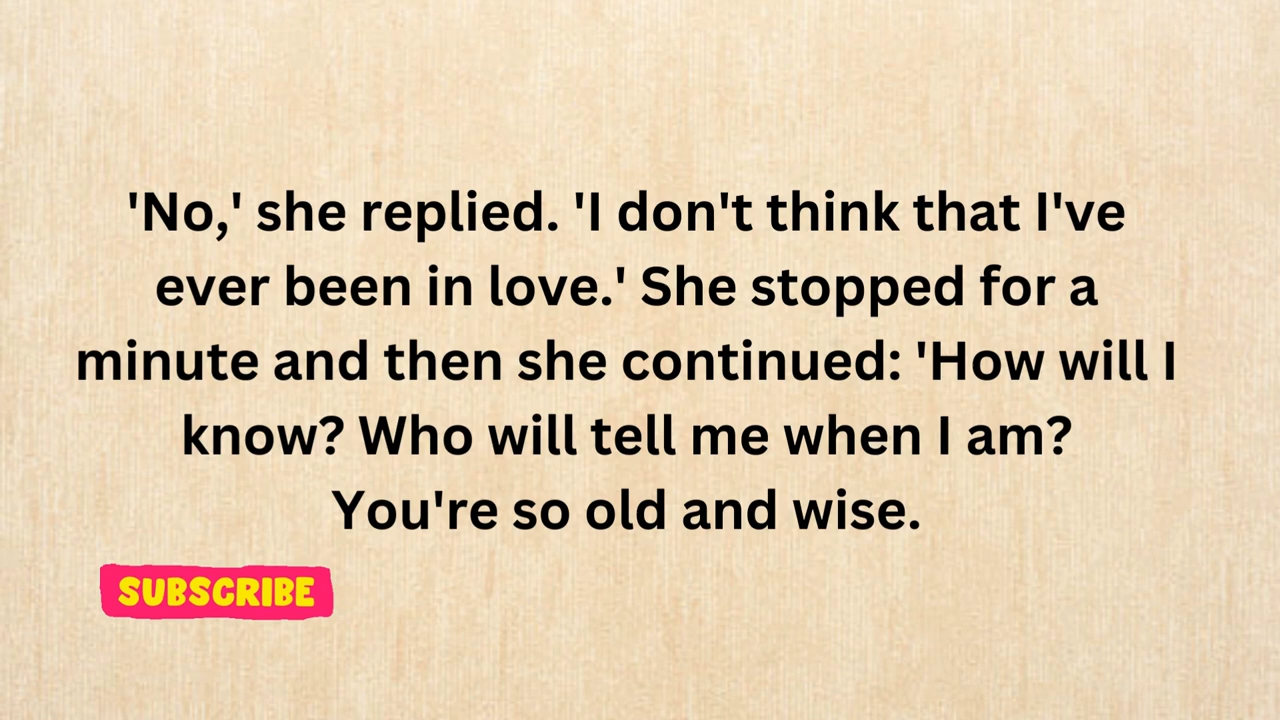 'No,' she replied. 'I don't think that I've
ever been in love.' She stopped for a
minute and then she continued: 'How will I
know? Who will tell me when I am?
You're so old and wise.
SUBSCRIBE